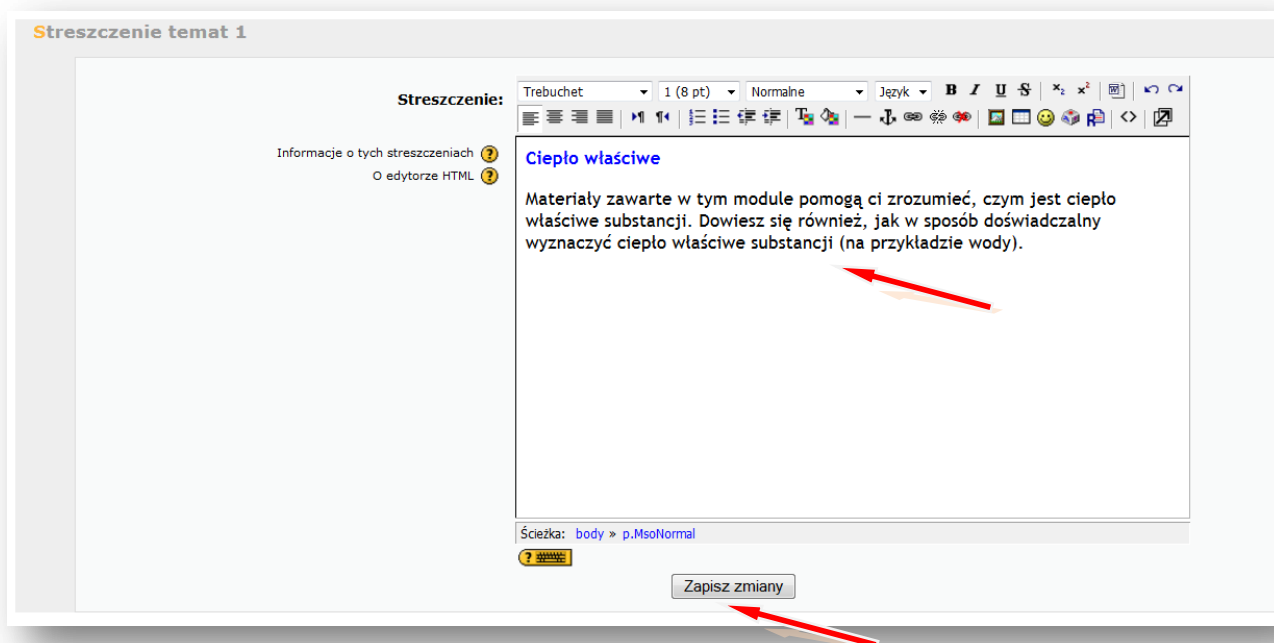 Streszczenie temat 1
Streszczenie:
Trebuchet 1 (8 pt) Normalne Język B I U S x₂ x²
Informacje o tych streszczeniach ?
O edytorze HTML ?
Ciepło właściwe
Materiały zawarte w tym module pomogą ci zrozumieć, czym jest ciepło
właściwe substancji. Dowiesz się również, jak w sposób doświadczalny
wyznaczyć ciepło właściwe substancji (na przykładzie wody).
Ścieżka: body » p.MsoNormal
?
Zapisz zmiany